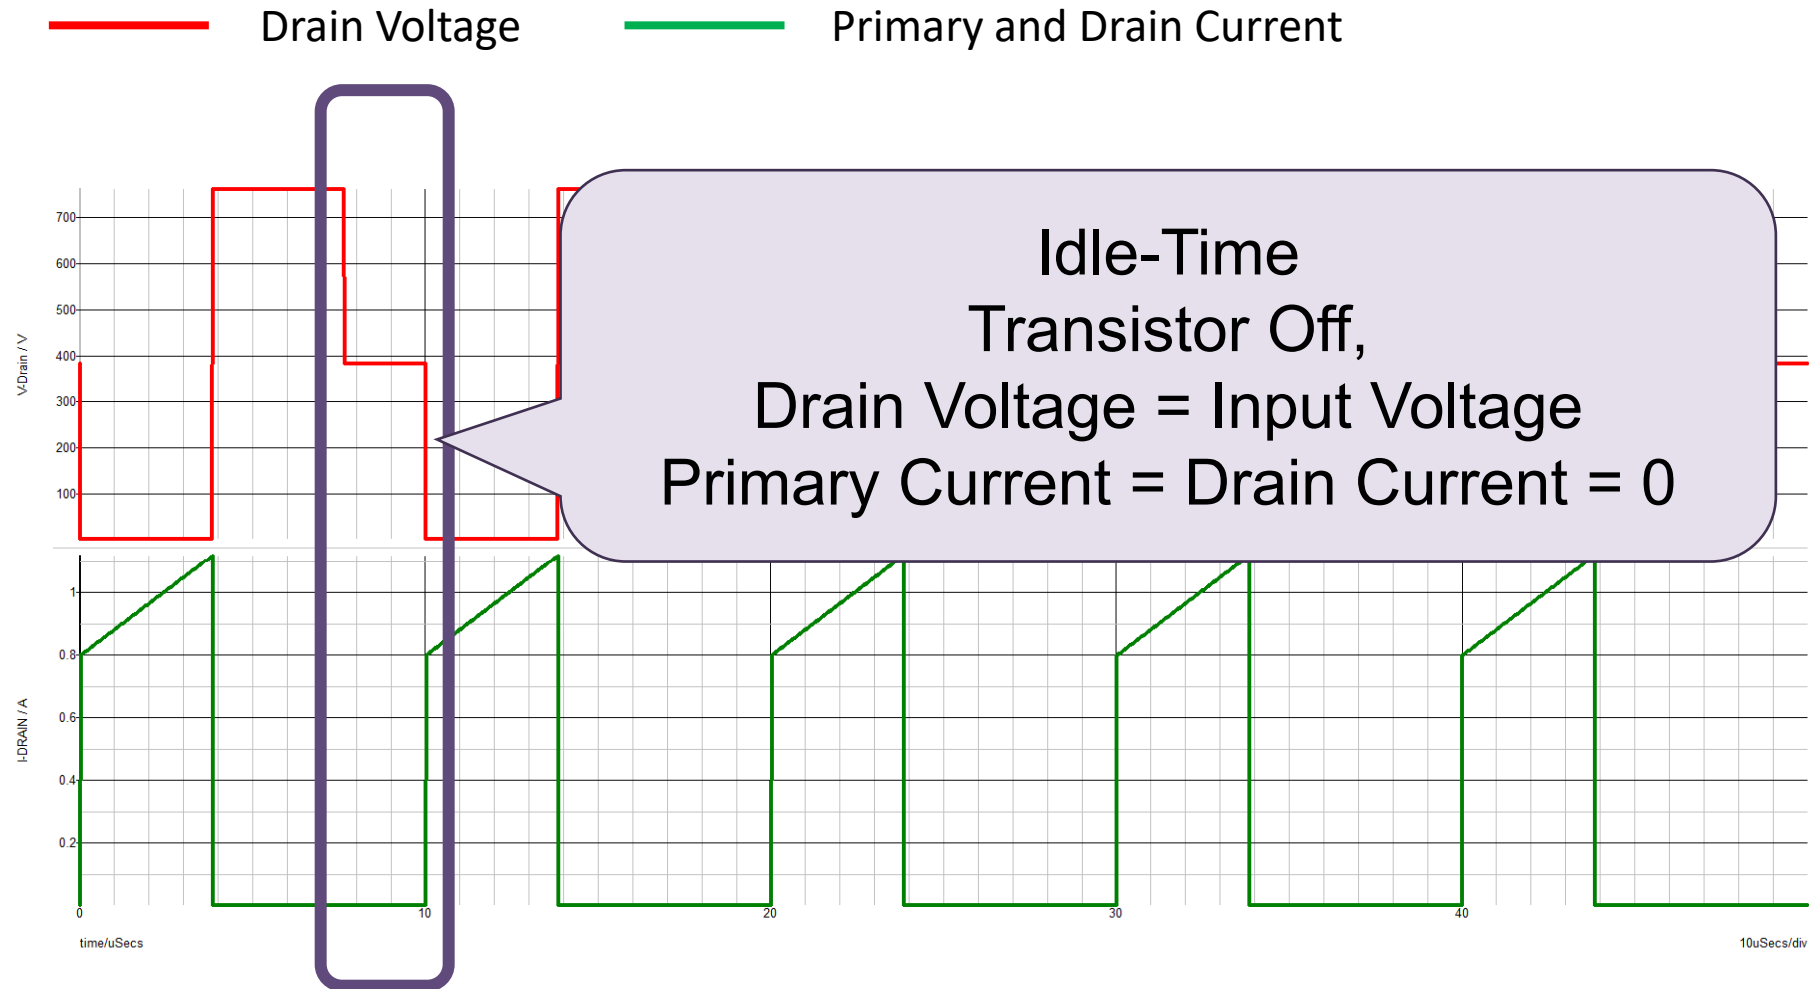 Drain Voltage
Primary and Drain Current
700
600
500
400
300
200
100
V-Drain / V
Idle-Time
Transistor Off,
Drain Voltage = Input Voltage
Primary Current = Drain Current = 0
1
0.8
0.6
0.4
0.2
I-DRAIN / A
0
10
20
30
40
time/uSecs
10uSecs/div